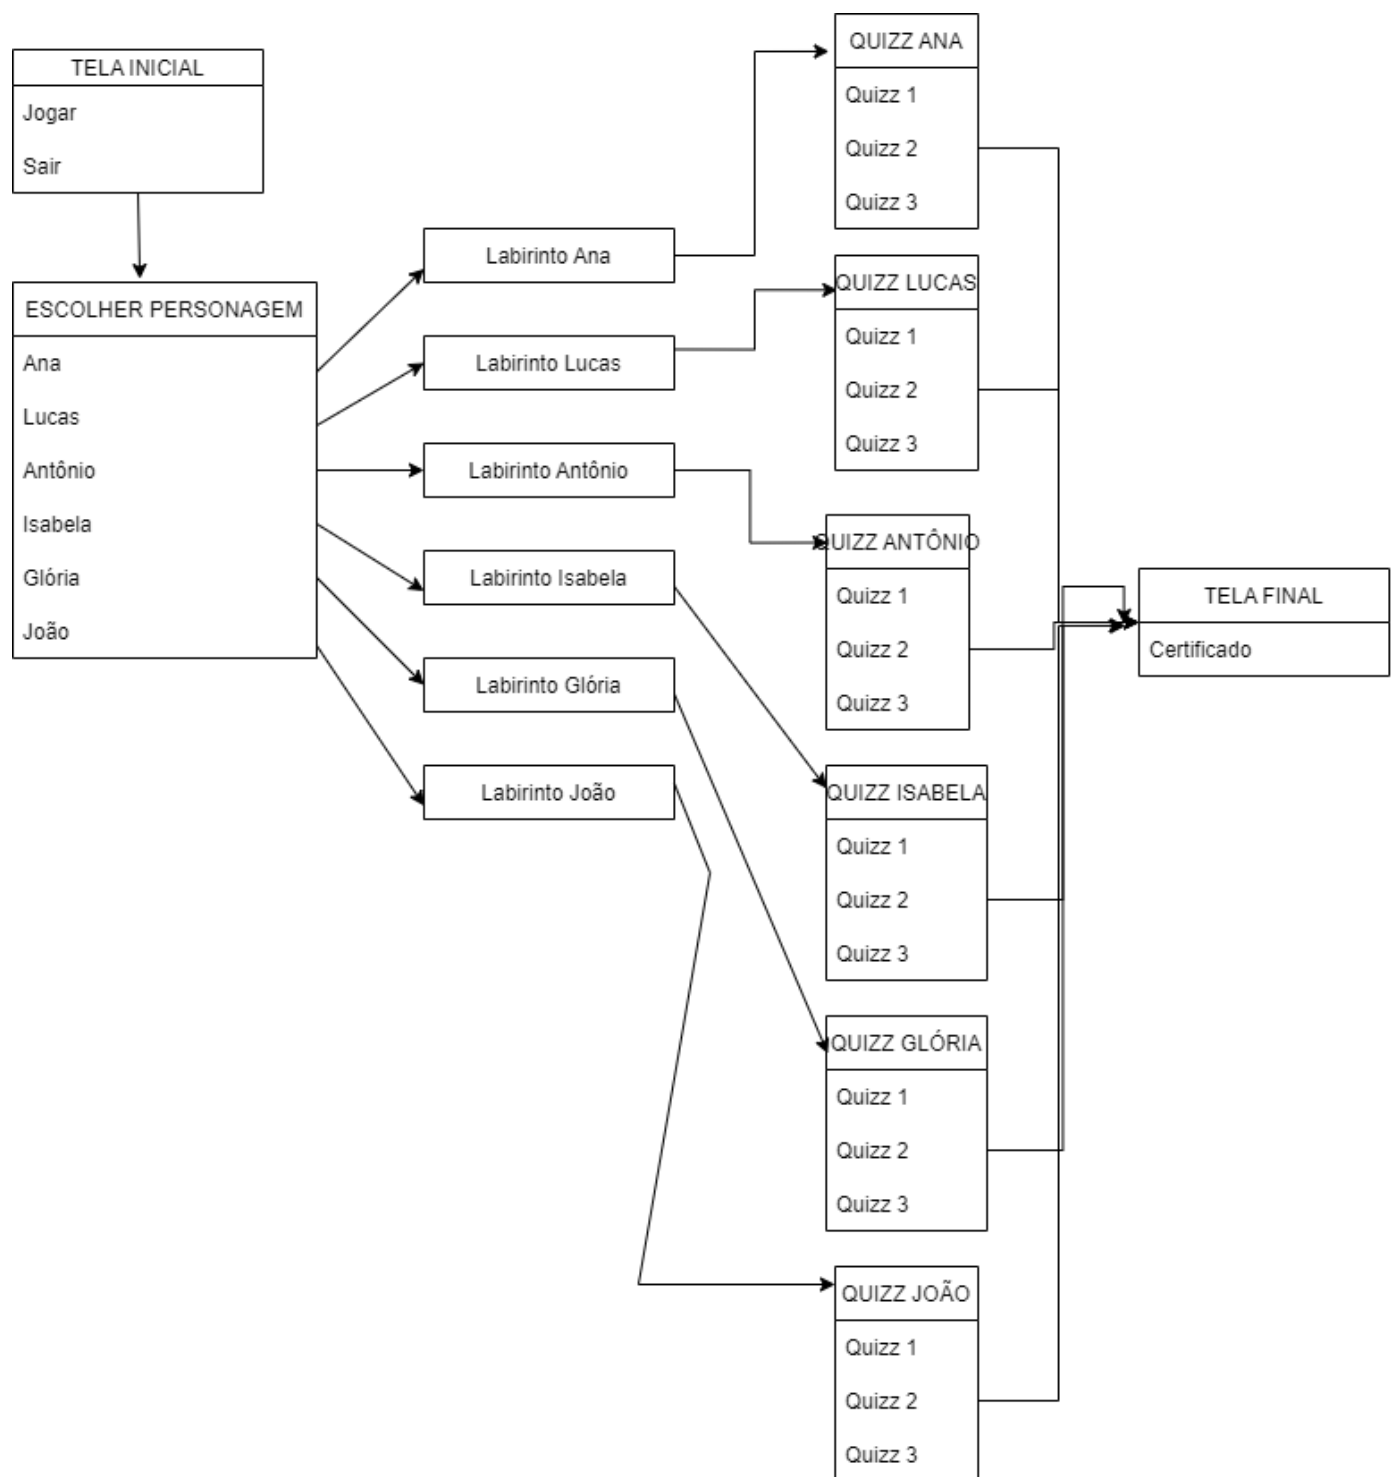 TELA INICIAL
Jogar
Sair
ESCOLHER PERSONAGEM
Ana
Lucas
Antônio
Isabela
Glória
João
Labirinto Ana
Labirinto Lucas
Labirinto Antônio
Labirinto Isabela
Labirinto Glória
Labirinto João
QUIZZ ANA
Quizz 1
Quizz 2
Quizz 3
QUIZZ LUCAS
Quizz 1
Quizz 2
Quizz 3
QUIZZ ANTÔNIO
Quizz 1
Quizz 2
Quizz 3
QUIZZ ISABELA
Quizz 1
Quizz 2
Quizz 3
QUIZZ GLÓRIA
Quizz 1
Quizz 2
Quizz 3
QUIZZ JOÃO
Quizz 1
Quizz 2
Quizz 3
TELA FINAL
Certificado